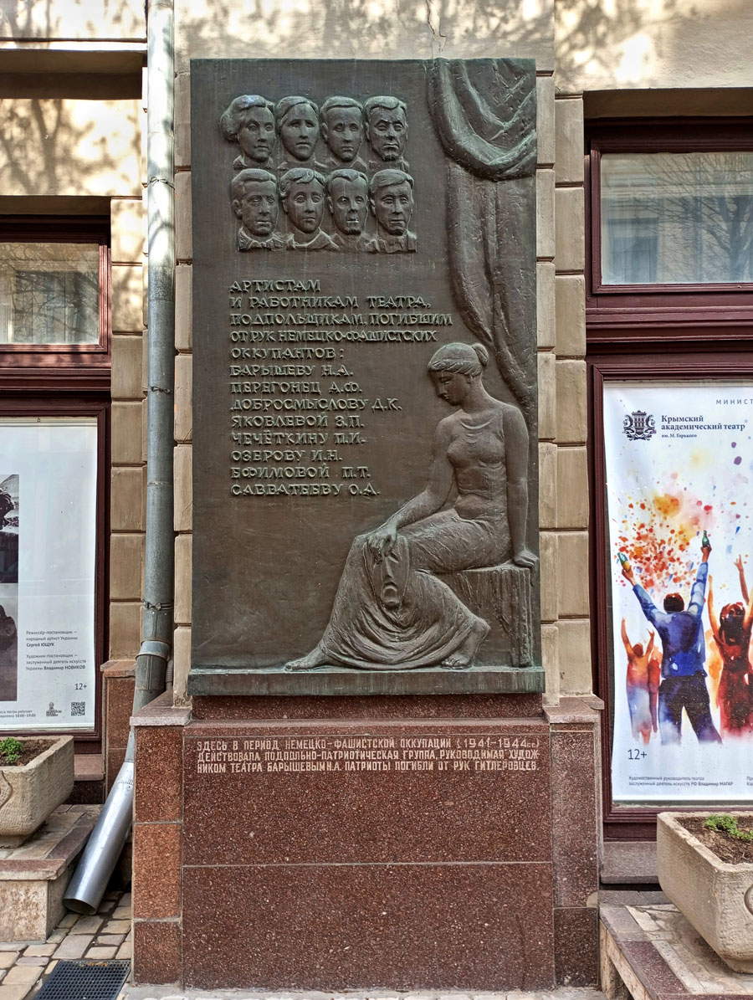 АРТИСТАМ
И РАБОТНИКАМ ТЕАТРА,
ПОДПОЛЬЩИКАМ, ПОГИБШИМ
ОТ РУК НЕМЕЦКО-ФАШИСТСКИХ
ОККУПАНТОВ:
БАРЫШЕВУ Н.А.
ПЕРЕГОНЕЦ А.Ф.
ДОБРОСМЫСЛОВУ Д.К.
ЯКОВЛЕВОЙ З.П.
ЧЕЧЁТКИНУ П.И.
ОЗЕРОВУ И.Н.
ЕФИМОВОЙ П.Т.
САВВАТЕЕВУ О.А.
ЗДЕСЬ В ПЕРИОД НЕМЕЦКО-ФАШИСТСКОЙ ОККУПАЦИИ (1941-1944гг.)
ДЕЙСТВОВАЛА ПОДПОЛЬНО-ПАТРИОТИЧЕСКАЯ ГРУППА, РУКОВОДИМАЯ ХУДОЖ
НИКОМ ТЕАТРА БАРЫШЕВЫМ Н.А. ПАТРИОТЫ ПОГИБЛИ ОТ РУК ГИТЛЕРОВЦЕВ.
Режиссёр-постановщик —
народный артист Украины
Сергей ЮЩУК
Художник-постановщик —
заслуженный деятель искусств
Украины Владимир НОВИКОВ
12+
МИНИСТ
Крымский
академический театр
им. М. Горького
12+
Художественный руководитель театра
заслуженный деятель искусств РФ Владимир МАГАР